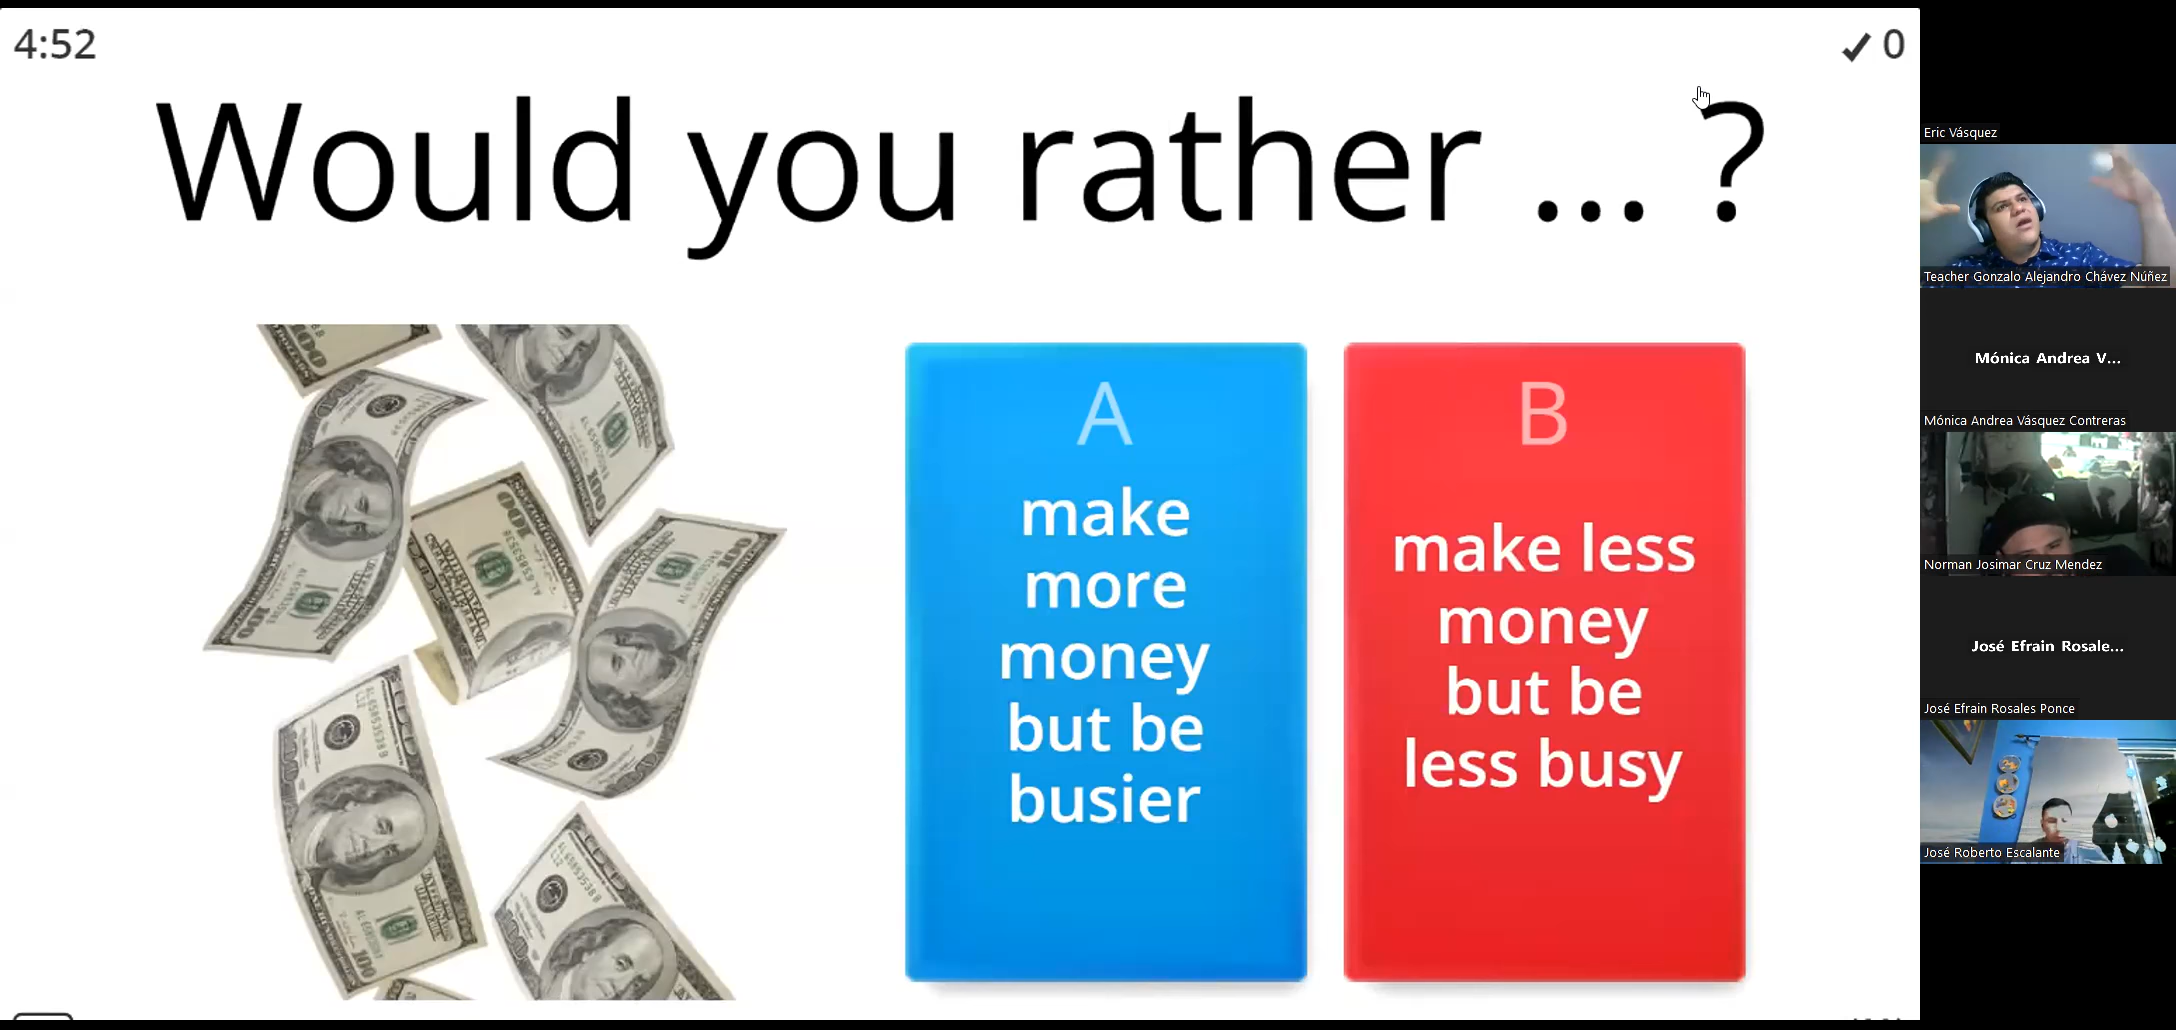 4:52
0
Would you rather ... ?
A
make
more
money
but be
busier
B
make less
money
but be
less busy
Eric Vásquez
Teacher Gonzalo Alejandro Chávez Núñez
Mónica Andrea V...
Mónica Andrea Vásquez Contreras
Norman Josimar Cruz Mendez
José Efrain Rosale...
José Efrain Rosales Ponce
José Roberto Escalante